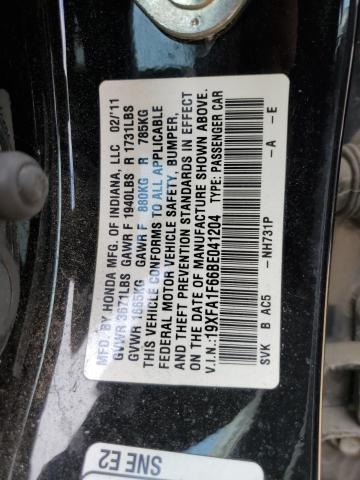 MFD. BY HONDA MFG. OF INDIANA, LLC 02/11
GVWR 3671LBS GAWR F 1940LBS R 1731LBS
GVWR 1665KG GAWR F 880KG R 785KG
THIS VEHICLE CONFORMS TO ALL APPLICABLE
FEDERAL MOTOR VEHICLE SAFETY, BUMPER,
AND THEFT PREVENTION STANDARDS IN EFFECT
ON THE DATE OF MANUFACTURE SHOWN ABOVE.
V.I.N.: 19XFA1F66BE041204 TYPE: PASSENGER CAR
SVK B AC5 -NH731P -A -E
SNE E2